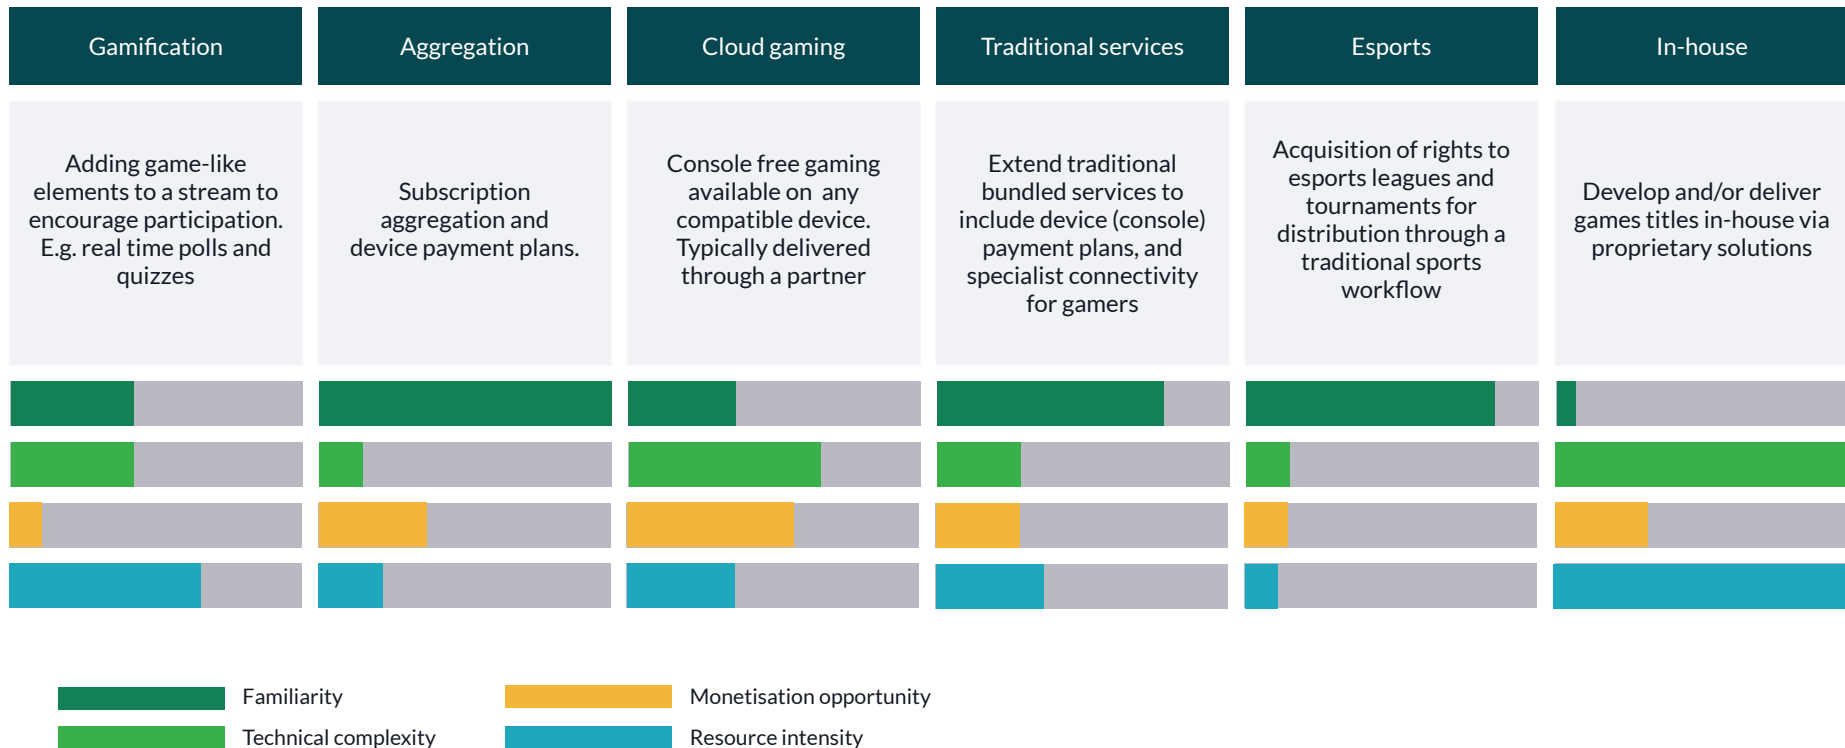 Gamification
Aggregation
Cloud gaming
Traditional services
Esports
In-house
Adding game-like
elements to a stream to
encourage participation.
E.g. real time polls and
quizzes
Subscription
aggregation and
device payment plans.
Console free gaming
available on any
compatible device.
Typically delivered
through a partner
Extend traditional
bundled services to
include device (console)
payment plans, and
specialist connectivity
for gamers
Acquisition of rights to
esports leagues and
tournaments for
distribution through a
traditional sports
workflow
Develop and/or deliver
games titles in-house via
proprietary solutions
Familiarity
Technical complexity
Monetisation opportunity
Resource intensity